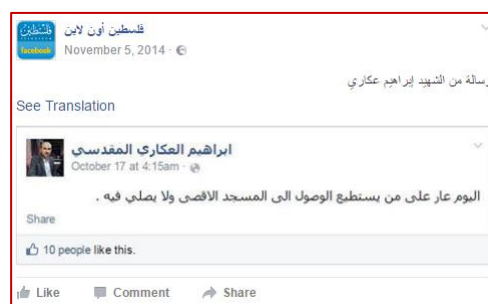 فلسطين أون لاين
November 5, 2014
فلسطين
facebook
رسالة من الشهيد إبراهيم عكاري
See Translation
ابراهيم العكاري المقدسي
October 17 at 4:15am
اليوم عار على من يستطيع الوصول الى المسجد الاقصى ولا يصلي فيه .
Share
10 people like this.
Like Comment Share